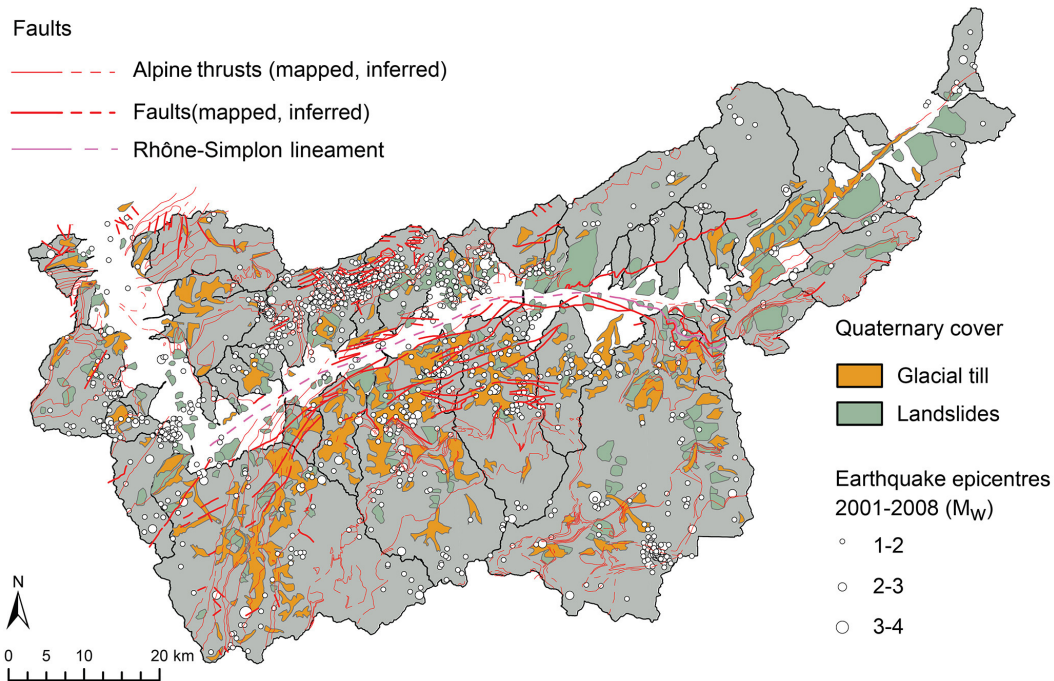 Faults
Alpine thrusts (mapped, inferred)
Faults(mapped, inferred)
Rhône-Simplon lineament
Quaternary cover
Glacial till
Landslides
Earthquake epicentres
2001-2008 (MW)
1-2
2-3
3-4
N
0 5 10 20 km